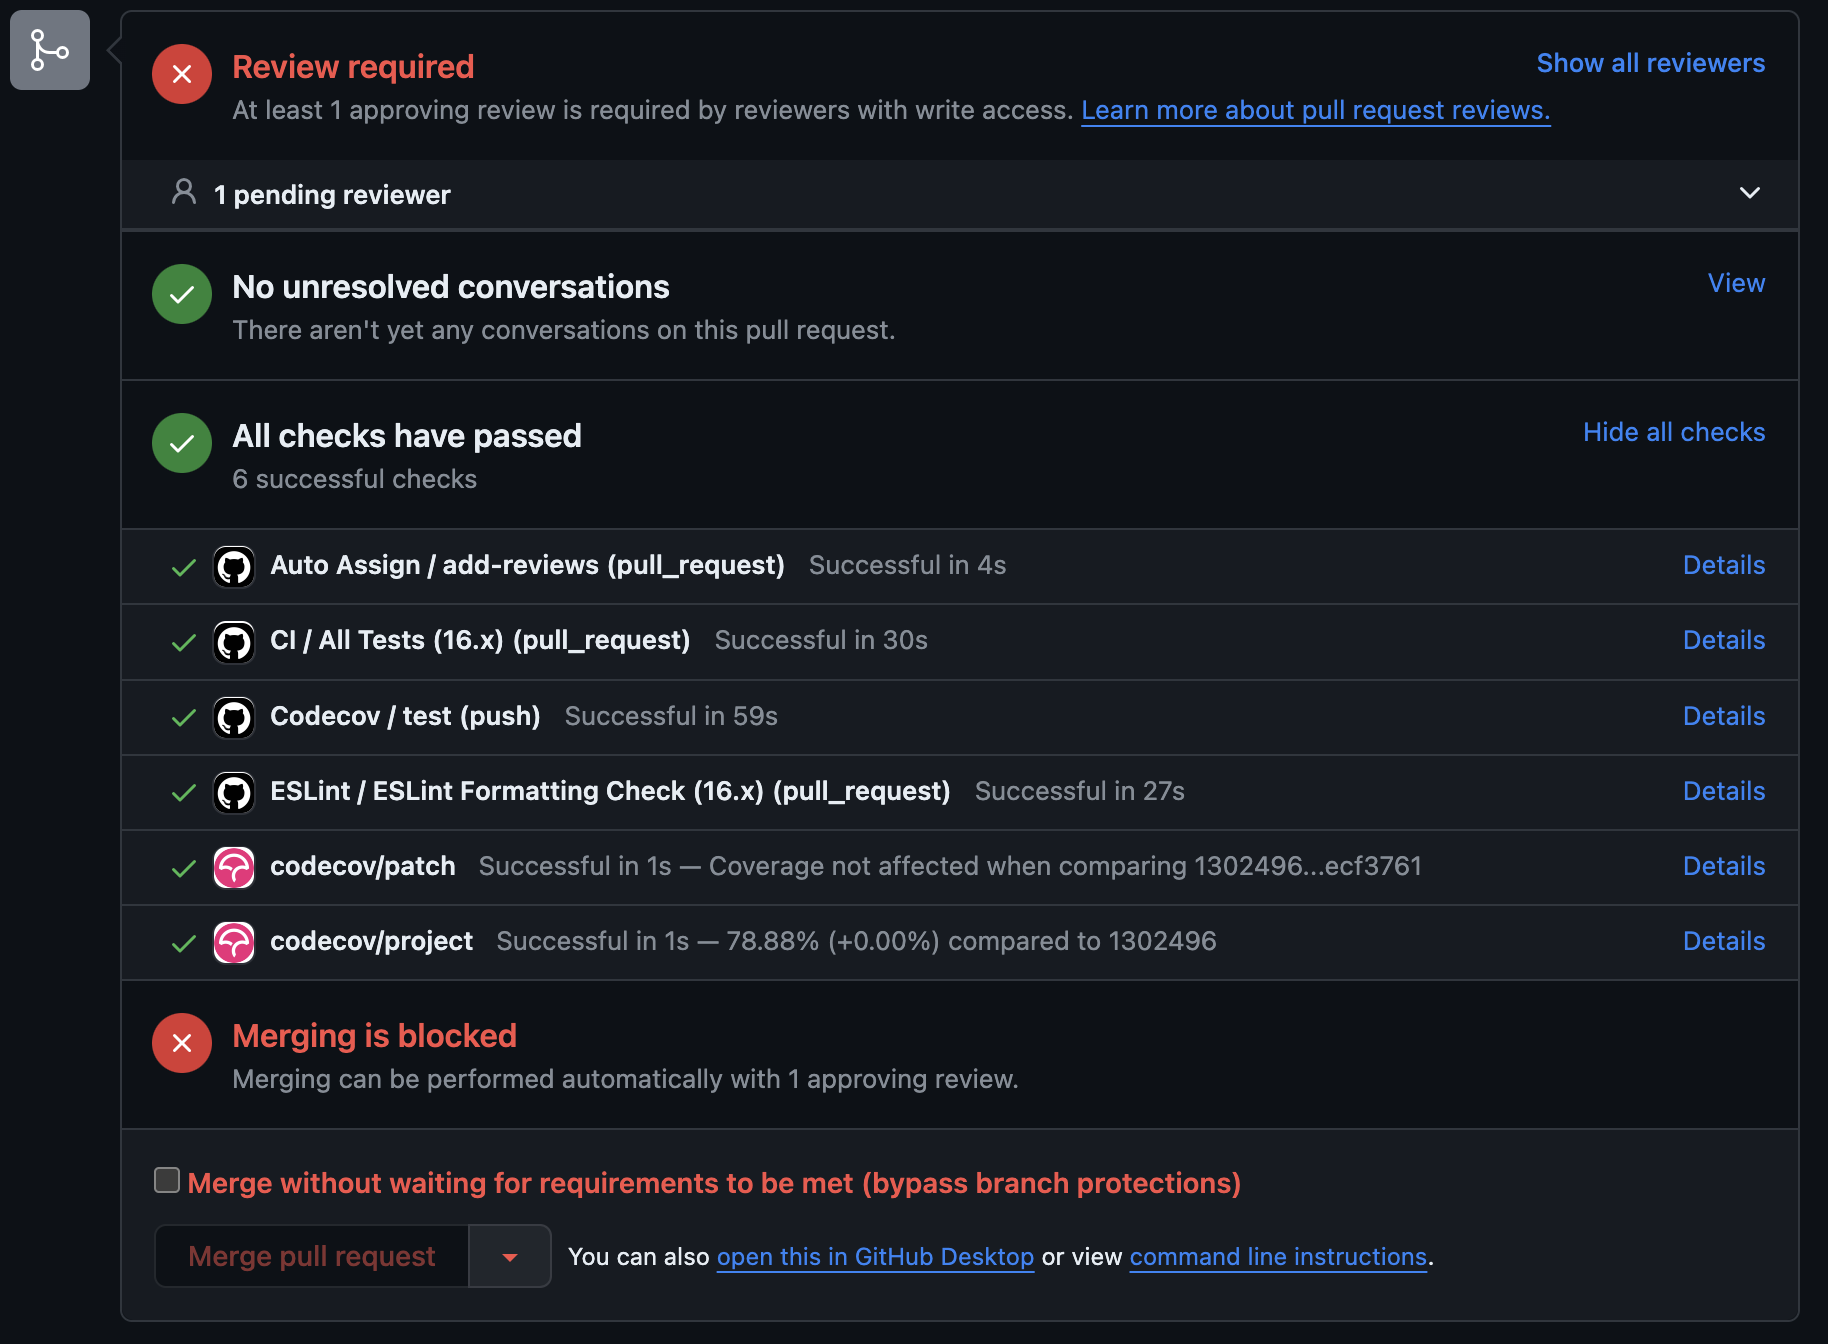 Review required
Show all reviewers
At least 1 approving review is required by reviewers with write access. Learn more about pull request reviews.
1 pending reviewer
No unresolved conversations
View
There aren't yet any conversations on this pull request.
All checks have passed
Hide all checks
6 successful checks
Auto Assign / add-reviews (pull_request) Successful in 4s Details
CI / All Tests (16.x) (pull_request) Successful in 30s Details
Codecov / test (push) Successful in 59s Details
ESLint / ESLint Formatting Check (16.x) (pull_request) Successful in 27s Details
codecov/patch Successful in 1s — Coverage not affected when comparing 1302496...ecf3761 Details
codecov/project Successful in 1s — 78.88% (+0.00%) compared to 1302496 Details
Merging is blocked
Merging can be performed automatically with 1 approving review.
Merge without waiting for requirements to be met (bypass branch protections)
Merge pull request
You can also open this in GitHub Desktop or view command line instructions.